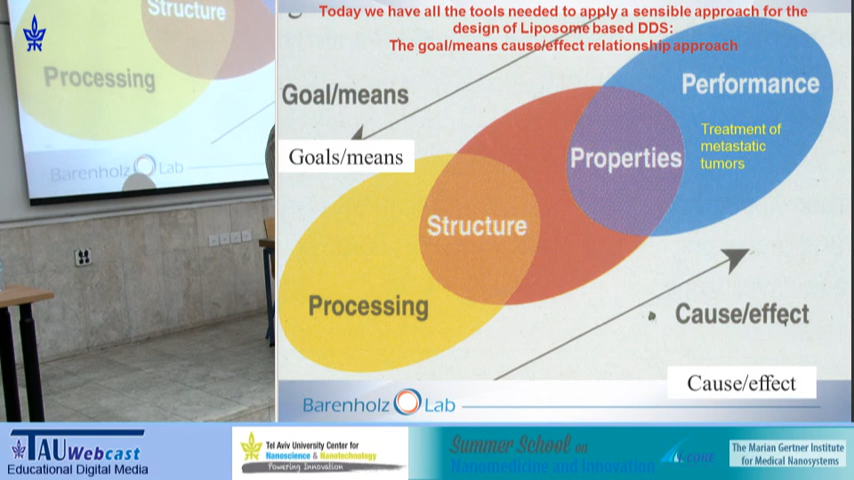 Structure
Processing
Barenholz Lab
Today we have all the tools needed to apply a sensible approach for the
design of Liposome based DDS:
The goal/means cause/effect relationship approach
Goal/means
Goals/means
Performance
Treatment of
metastatic
tumors
Properties
Structure
Processing
Cause/effect
Cause/effect
Barenholz Lab
TAU Webcast
Educational Digital Media
Tel Aviv University Center for
Nanoscience & Nanotechnology
Powering Innovation
Summer School on
Nanomedicine and Innovation
I-CORE
The Marian Gertner Institute
for Medical Nanosystems